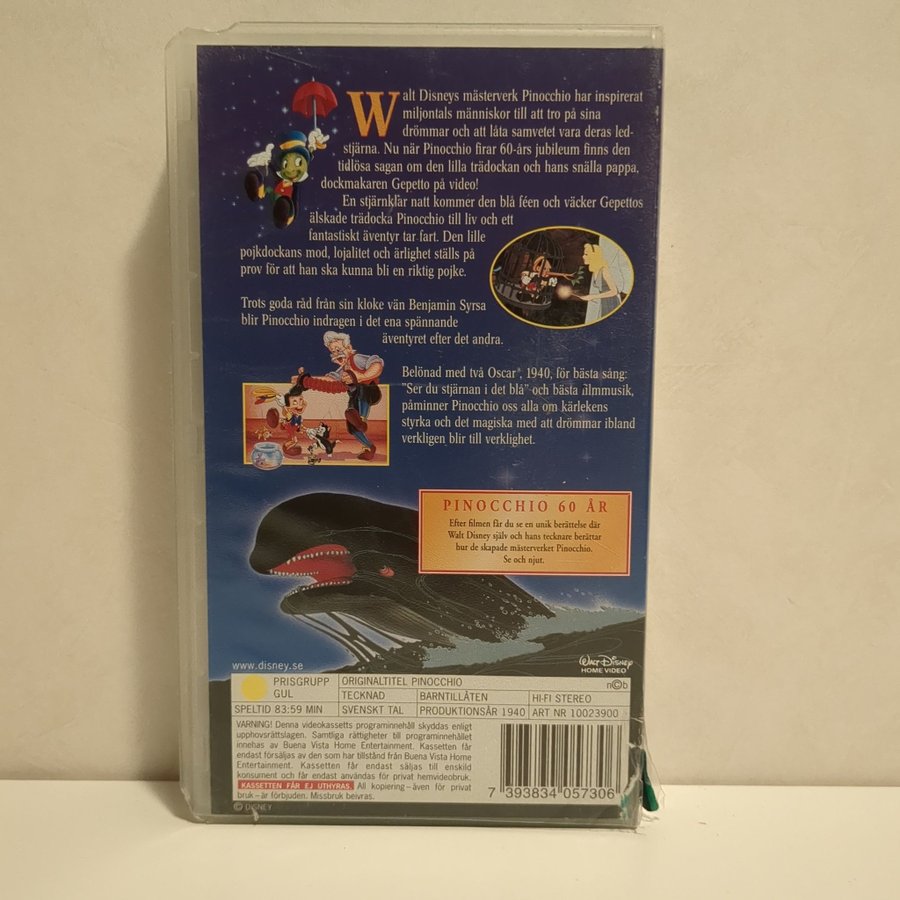 Walt Disneys mästerverk Pinocchio har inspirerat
miljontals människor till att tro på sina
drömmar och att låta samvetet vara deras led-
stjärna. Nu när Pinocchio firar 60-års jubileum finns den
tidlösa sagan om den lilla trädockan och hans snälla pappa,
dockmakaren Gepetto på video!
En stjärnklar natt kommer den blå féen och väcker Gepettos
älskade trädocka Pinocchio till liv och ett
fantastiskt äventyr tar fart. Den lille
pojkdockans mod, lojalitet och ärlighet ställs på
prov för att han ska kunna bli en riktig pojke.
Trots goda råd från sin kloke vän Benjamin Syrsa
blir Pinocchio indragen i det ena spännande
äventyret efter det andra.
Belönad med två Oscar®, 1940, för bästa sång:
"Ser du stjärnan i det blå" och bästa filmmusik,
påminner Pinocchio oss alla om kärlekens
styrka och det magiska med att drömmar ibland
verkligen blir till verklighet.
PINOCCHIO 60 ÅR
Efter filmen får du se en unik berättelse där
Walt Disney själv och hans tecknare berättar
hur de skapade mästerverket Pinocchio.
Se och njut.
www.disney.se
Walt Disney
HOME VIDEO
PRISGRUPP GUL
ORIGINALTITEL PINOCCHIO
n©b
TECKNAD
BARNTILLÅTEN
HI-FI STEREO
SPELTID 83:59 MIN
SVENSKT TAL
PRODUKTIONSÅR 1940
ART NR 10023900
VARNING! Denna videokassetts programinnehåll skyddas enligt
upphovsrättslagen. Samtliga rättigheter till programinnehållet
innehas av Buena Vista Home Entertainment. Kassetten får
endast försäljas av den som har tillstånd från Buena Vista Home
Entertainment. Kassetten får endast säljas till enskild
konsument och får endast användas för privat hemvideobruk.
KASSETTEN FÅR EJ UTHYRAS. All kopiering – även för privat
bruk – är förbjuden. Missbruk beivras.
© DISNEY
7 393834 057306